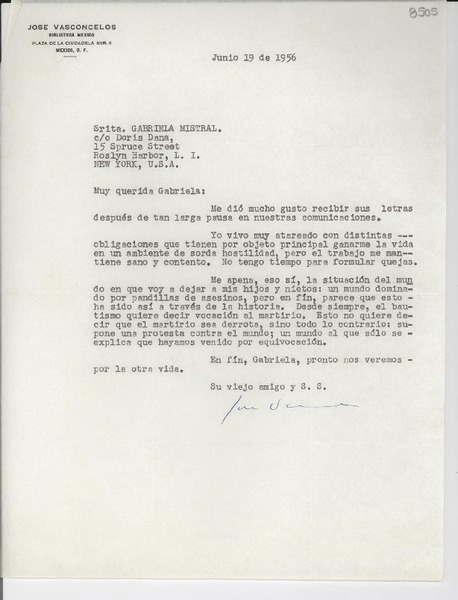 8505
JOSE VASCONCELOS
BIBLIOTECA MEXICO
PLAZA DE LA CIUDADELA NUM. 6
MEXICO, D. F.
Junio 19 de 1956
Srita. GABRIELA MISTRAL.
c/o Doris Dana,
15 Spruce Street
Roslyn Harbor, L. I.
NEW YORK, U.S.A.
Muy querida Gabriela:
Me dió mucho gusto recibir sus letras
después de tan larga pausa en nuestras comunicaciones.
Yo vivo muy atareado con distintas ---
obligaciones que tienen por objeto principal ganarme la vida
en un ambiente de sorda hostilidad, pero el trabajo me man--
tiene sano y contento. No tengo tiempo para formular quejas.
Me apena, eso sí, la situación del mun
do en que voy a dejar a mis hijos y nietos: un mundo domina-
do por pandillas de asesinos, pero en fín, parece que esto -
ha sido así a través de la historia. Desde siempre, el bau-
tismo quiere decir vocación al martirio. Esto no quiere de-
cir que el martirio sea derrota, sino todo lo contrario: su-
pone una protesta contra el mundo; un mundo al que sólo se -
explica que hayamos venido por equivocación.
En fín, Gabriela, pronto nos veremos -
por la otra vida.
Su viejo amigo y S. S.